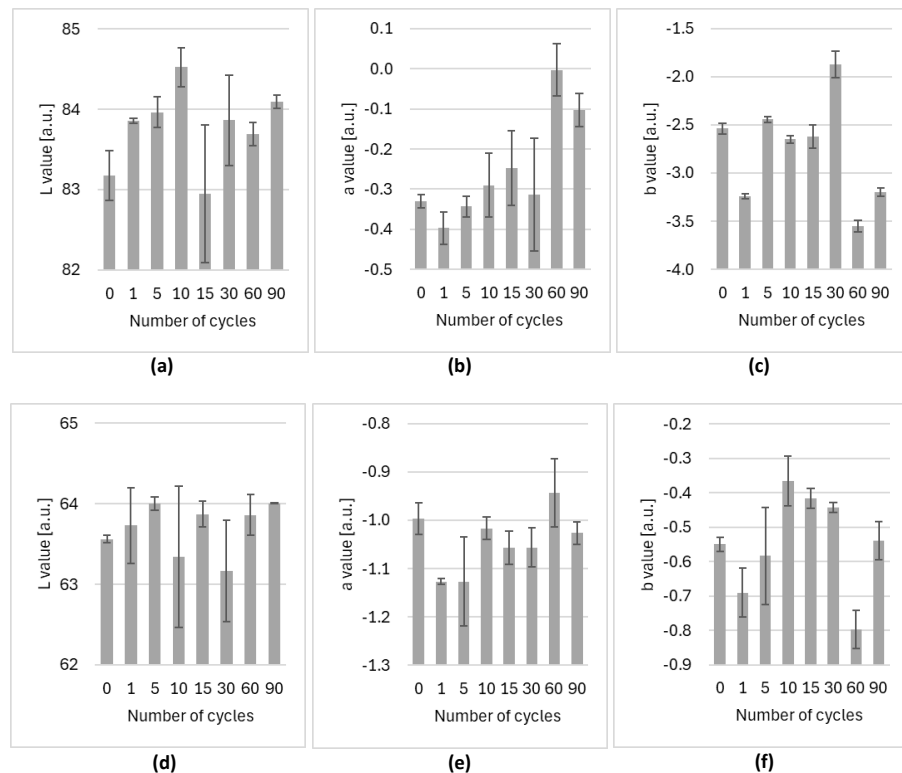 L value [a.u.]
85
84
83
82
0 1 5 10 15 30 60 90
Number of cycles
(a)
a value [a.u.]
0.1
0.0
-0.1
-0.2
-0.3
-0.4
-0.5
0 1 5 10 15 30 60 90
Number of cycles
(b)
b value [a.u.]
-1.5
-2.0
-2.5
-3.0
-3.5
-4.0
0 1 5 10 15 30 60 90
Number of cycles
(c)
L value [a.u.]
65
64
63
62
0 1 5 10 15 30 60 90
Number of cycles
(d)
a value [a.u.]
-0.8
-0.9
-1.0
-1.1
-1.2
-1.3
0 1 5 10 15 30 60 90
Number of cycles
(e)
b value [a.u.]
-0.2
-0.3
-0.4
-0.5
-0.6
-0.7
-0.8
-0.9
0 1 5 10 15 30 60 90
Number of cycles
(f)